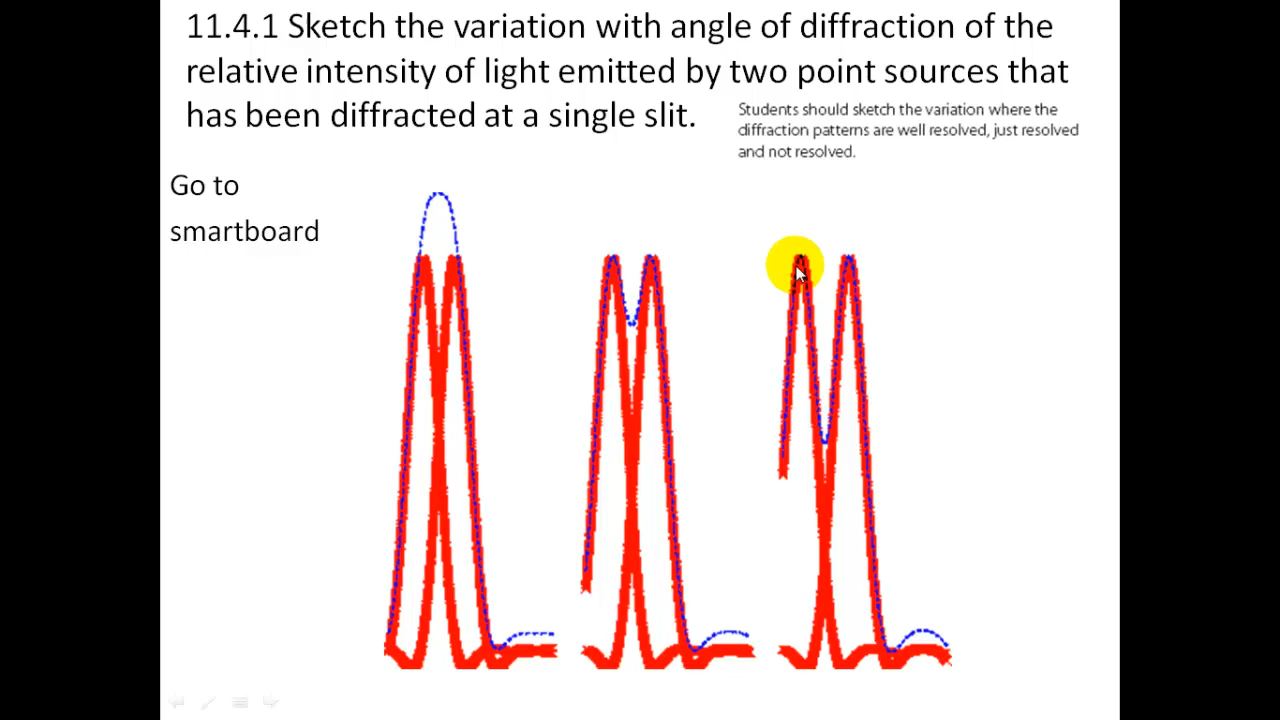 11.4.1 Sketch the variation with angle of diffraction of the
relative intensity of light emitted by two point sources that
has been diffracted at a single slit.
Students should sketch the variation where the
diffraction patterns are well resolved, just resolved
and not resolved.
Go to
smartboard